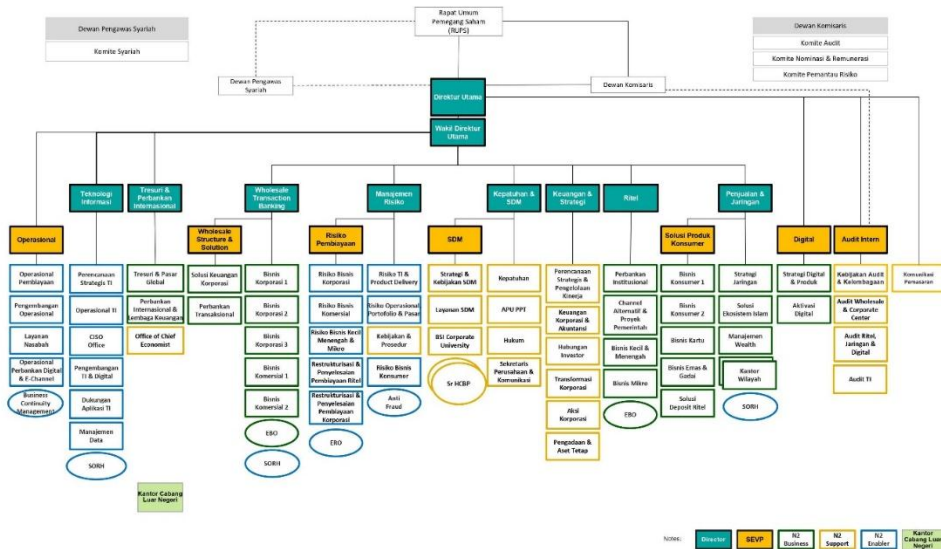 Dewan Pengawas Syariah
Komite Syariah
Rapat Umum
Pemegang Saham
(RUPS)
Dewan Komisaris
Komite Audit
Komite Nominasi & Remunerasi
Komite Pemantau Risiko
Dewan Pengawas
Syariah
Dewan Komisaris
Direktur Utama
Wakil Direktur
Utama
Teknologi
Informasi
Tresuri &
Perbankan
Internasional
Wholesale
Transaction
Banking
Manajemen
Risiko
Kepatuhan &
SDM
Keuangan &
Strategi
Ritel
Penjualan &
Jaringan
Operasional
Wholesale
Structure &
Solution
Risiko
Pembiayaan
SDM
Solusi Produk
Konsumen
Digital
Audit Intern
Operasional
Pembiayaan
Pengembangan
Operasional
Layanan
Nasabah
Operasional
Perbankan Digital
& E-Channel
Business
Continuity
Management
Perencanaan
Strategis TI
Operasional TI
CISO
Office
Pengembangan
TI & Digital
Dukungan
Aplikasi TI
Manajemen
Data
SORH
Tresuri & Pasar
Global
Perbankan
Internasional &
Lembaga Keuangan
Office of Chief
Economist
Kantor Cabang
Luar Negeri
Solusi Keuangan
Korporasi
Perbankan
Transaksional
Bisnis
Korporasi 1
Bisnis
Korporasi 2
Bisnis
Korporasi 3
Bisnis
Komersial 1
Bisnis
Komersial 2
EBO
SORH
Risiko Bisnis
Korporasi
Risiko Bisnis
Komersial
Risiko Bisnis Kecil
Menengah &
Mikro
Restrukturisasi &
Penyelesaian
Pembiayaan Ritel
Restrukturisasi &
Penyelesaian
Pembiayaan
Korporasi
ERO
Risiko TI &
Product Delivery
Risiko Operasional,
Portofolio & Pasar
Kebijakan &
Prosedur
Risiko Bisnis
Konsumer
Anti
Fraud
Strategi &
Kebijakan SDM
Layanan SDM
BSI Corporate
University
Sr HCBP
Kepatuhan
APU PPT
Hukum
Sekretaris
Perusahaan &
Komunikasi
Perencanaan
Strategis &
Pengelolaan
Kinerja
Keuangan
Korporasi &
Akuntansi
Hubungan
Investor
Transformasi
Korporasi
Aksi
Korporasi
Pengadaan &
Aset Tetap
Perbankan
Institusional
Channel
Alternatif &
Proyek
Pemerintah
Bisnis Kecil &
Menengah
Bisnis Mikro
EBO
Bisnis
Konsumer 1
Bisnis
Konsumer 2
Bisnis Kartu
Bisnis Emas &
Gadai
Solusi
Deposit Ritel
Strategi
Jaringan
Solusi
Ekosistem Islam
Manajemen
Wealth
Kantor
Wilayah
SORH
Strategi Digital
& Produk
Aktivasi
Digital
Kebijakan Audit
& Kelembagaan
Audit Wholesale
& Corporate
Center
Audit Ritel,
Jaringan &
Digital
Audit TI
Komunikasi
Pemasaran
Notes:
Director
SEVP
N2
Business
N2
Support
N2
Enabler
Kantor
Cabang Luar
Negeri